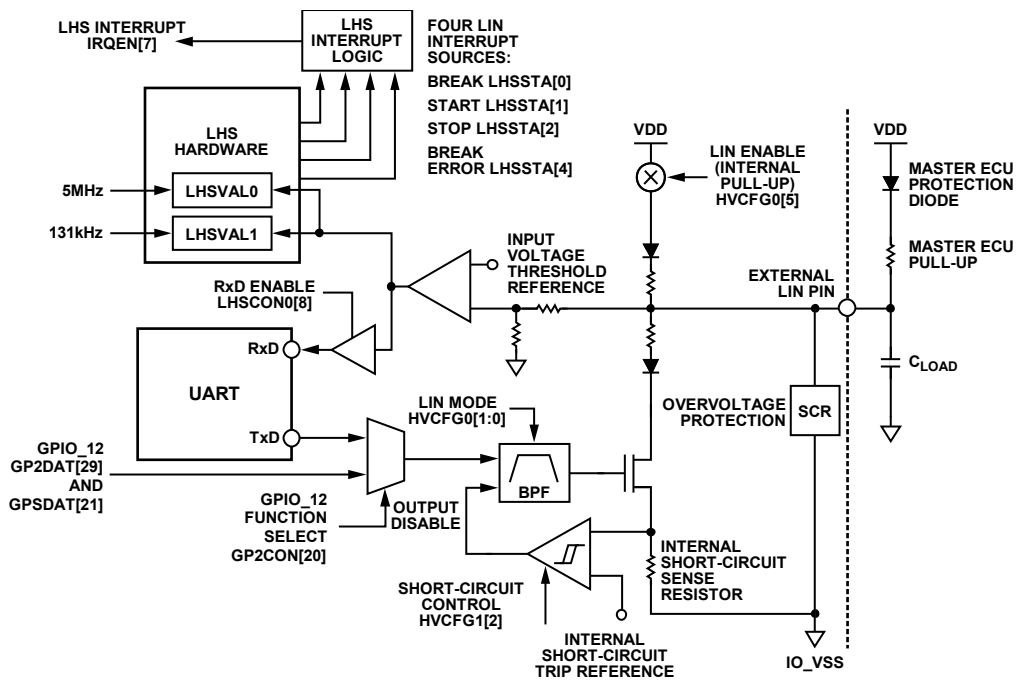 LHS INTERRUPT
IRQEN[7]
LHS
INTERRUPT
LOGIC
FOUR LIN
INTERRUPT
SOURCES:
BREAK LHSSTA[0]
START LHSSTA[1]
STOP LHSSTA[2]
BREAK
ERROR LHSSTA[4]
LHS
HARDWARE
5MHz
LHSVAL0
131kHz
LHSVAL1
VDD
LIN ENABLE
(INTERNAL
PULL-UP)
HVCFG0[5]
VDD
MASTER ECU
PROTECTION
DIODE
MASTER ECU
PULL-UP
INPUT
VOLTAGE
THRESHOLD
REFERENCE
EXTERNAL
LIN PIN
RxD ENABLE
LHSCON0[8]
RxD
UART
TxD
CLOAD
OVERVOLTAGE
PROTECTION
SCR
LIN MODE
HVCFG0[1:0]
BPF
GPIO_12
GP2DAT[29]
AND
GPSDAT[21]
GPIO_12
FUNCTION
SELECT
GP2CON[20]
OUTPUT
DISABLE
SHORT-CIRCUIT
CONTROL
HVCFG1[2]
INTERNAL
SHORT-CIRCUIT
SENSE
RESISTOR
INTERNAL
SHORT-CIRCUIT
TRIP REFERENCE
IO_VSS